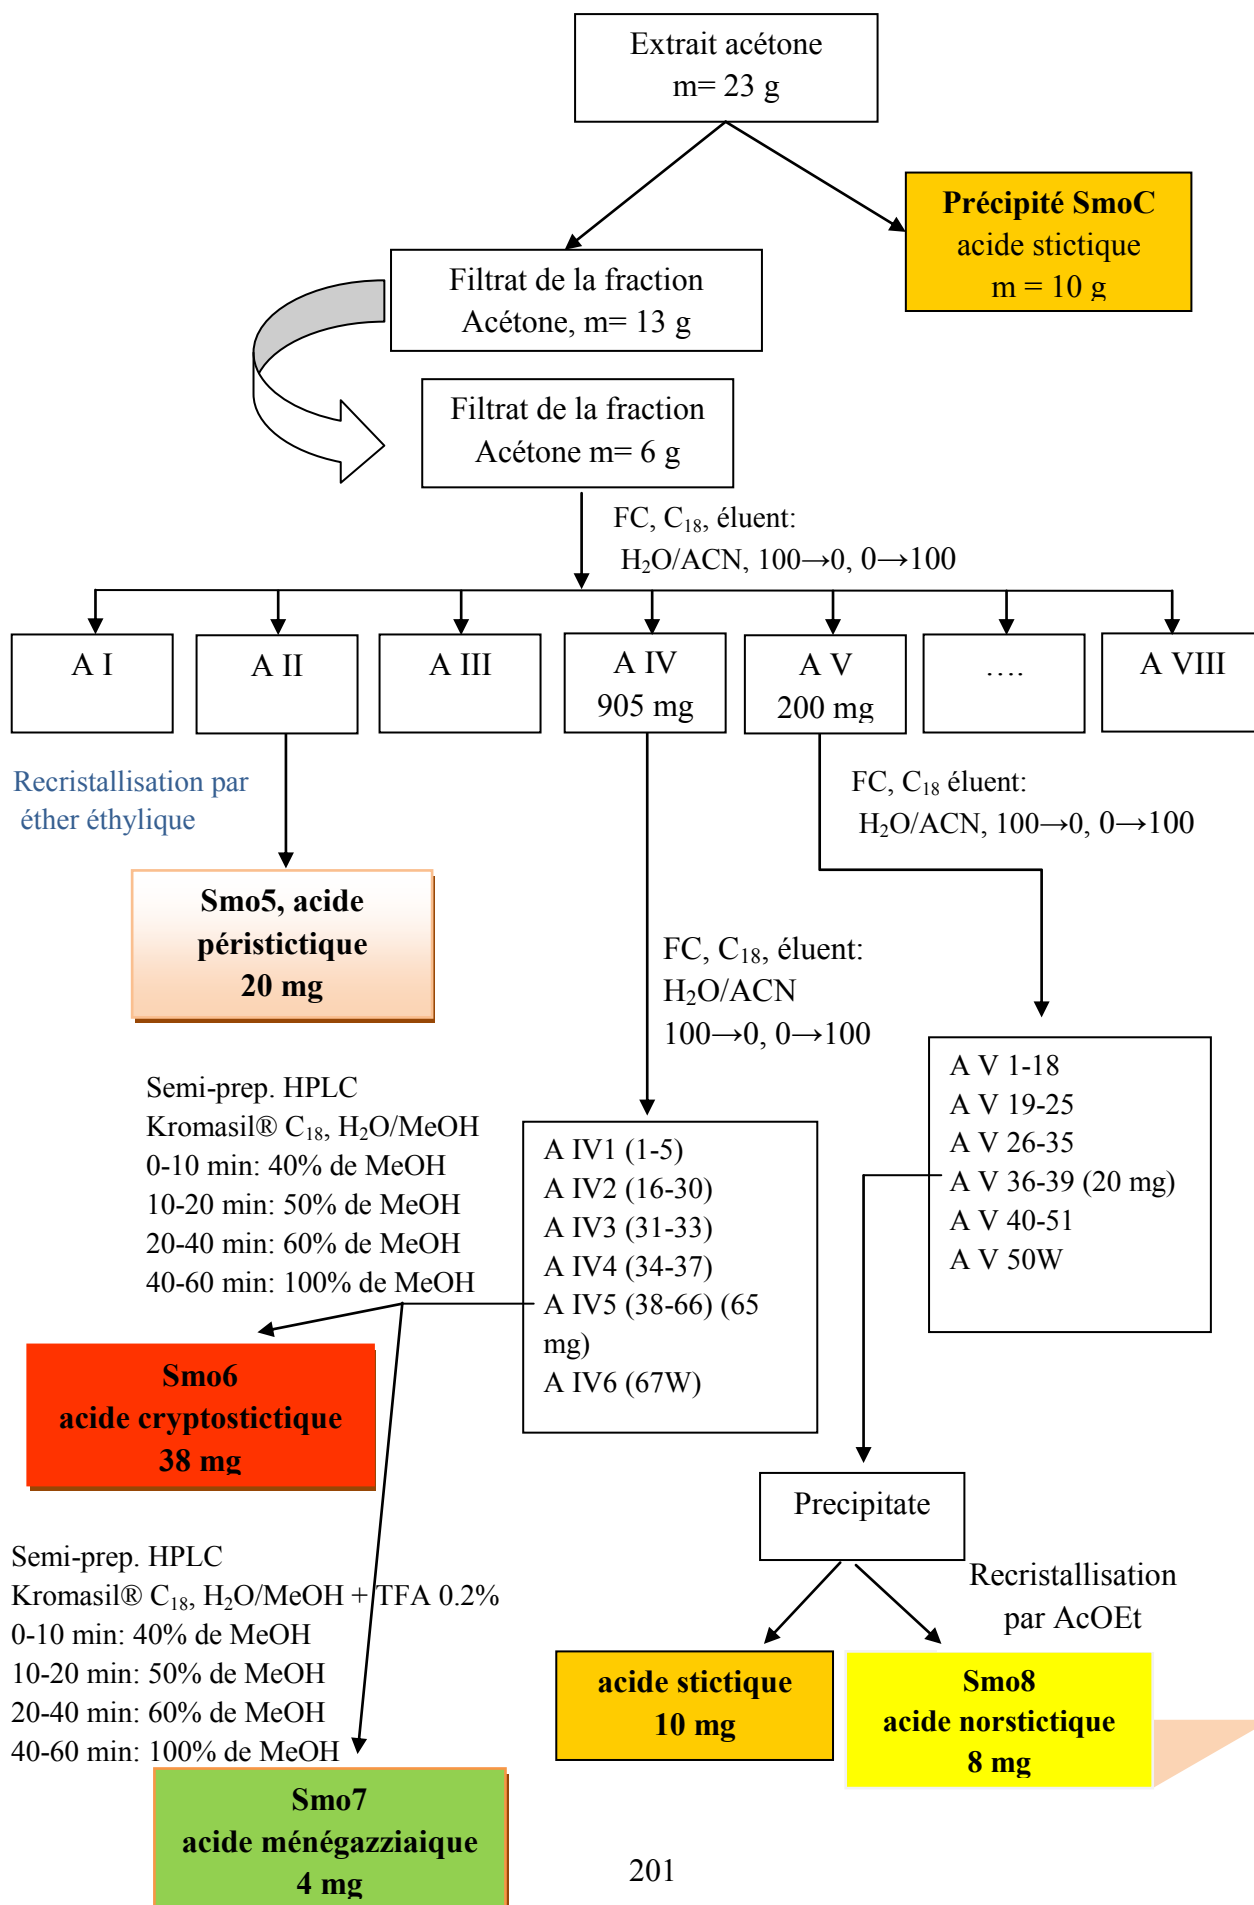 Extrait acétone
m= 23 g
Précipité SmoC
acide stictique
m = 10 g
Filtrat de la fraction
Acétone, m= 13 g
Filtrat de la fraction
Acétone m= 6 g
FC, C₁₈, éluent:
H₂O/ACN, 100→0, 0→100
A I
A II
A III
A IV
905 mg
A V
200 mg
….
A VIII
Recristallisation par
éther éthylique
FC, C₁₈ éluent:
H₂O/ACN, 100→0, 0→100
Smo5, acide
péristictique
20 mg
FC, C₁₈, éluent:
H₂O/ACN
100→0, 0→100
Semi-prep. HPLC
Kromasil® C₁₈, H₂O/MeOH
0-10 min: 40% de MeOH
10-20 min: 50% de MeOH
20-40 min: 60% de MeOH
40-60 min: 100% de MeOH
A IV1 (1-5)
A IV2 (16-30)
A IV3 (31-33)
A IV4 (34-37)
A IV5 (38-66) (65
mg)
A IV6 (67W)
A V 1-18
A V 19-25
A V 26-35
A V 36-39 (20 mg)
A V 40-51
A V 50W
Smo6
acide cryptostictique
38 mg
Precipitate
Semi-prep. HPLC
Kromasil® C₁₈, H₂O/MeOH + TFA 0.2%
0-10 min: 40% de MeOH
10-20 min: 50% de MeOH
20-40 min: 60% de MeOH
40-60 min: 100% de MeOH
Recristallisation
par AcOEt
acide stictique
10 mg
Smo8
acide norstictique
8 mg
Smo7
acide ménégazziaique
4 mg
201